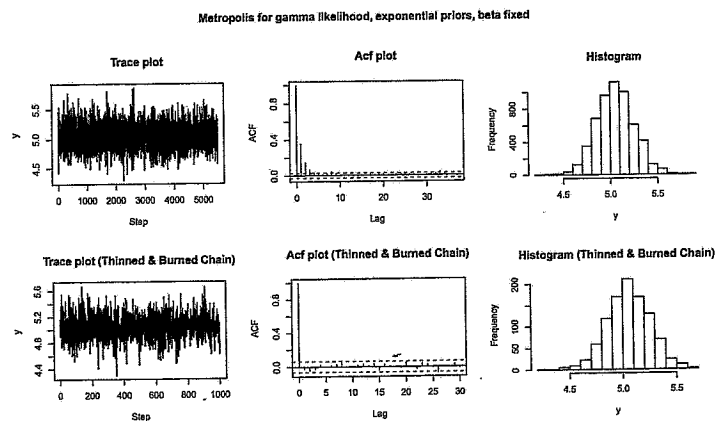 Metropolis for gamma likelihood, exponential priors, beta fixed
Trace plot
Acf plot
Histogram
y
5.5
5.0
4.5
0 1000 2000 3000 4000 5000
Step
ACF
0.8
0.4
0.0
0 10 20 30
Lag
Frequency
800
400
0
4.5 5.0 5.5
y
Trace plot (Thinned & Burned Chain)
Acf plot (Thinned & Burned Chain)
Histogram (Thinned & Burned Chain)
y
5.6
5.2
4.8
4.4
0 200 400 600 800 1000
Step
ACF
0.8
0.4
0.0
0 5 10 15 20 25 30
Lag
Frequency
200
150
50
0
4.5 5.0 5.5
y